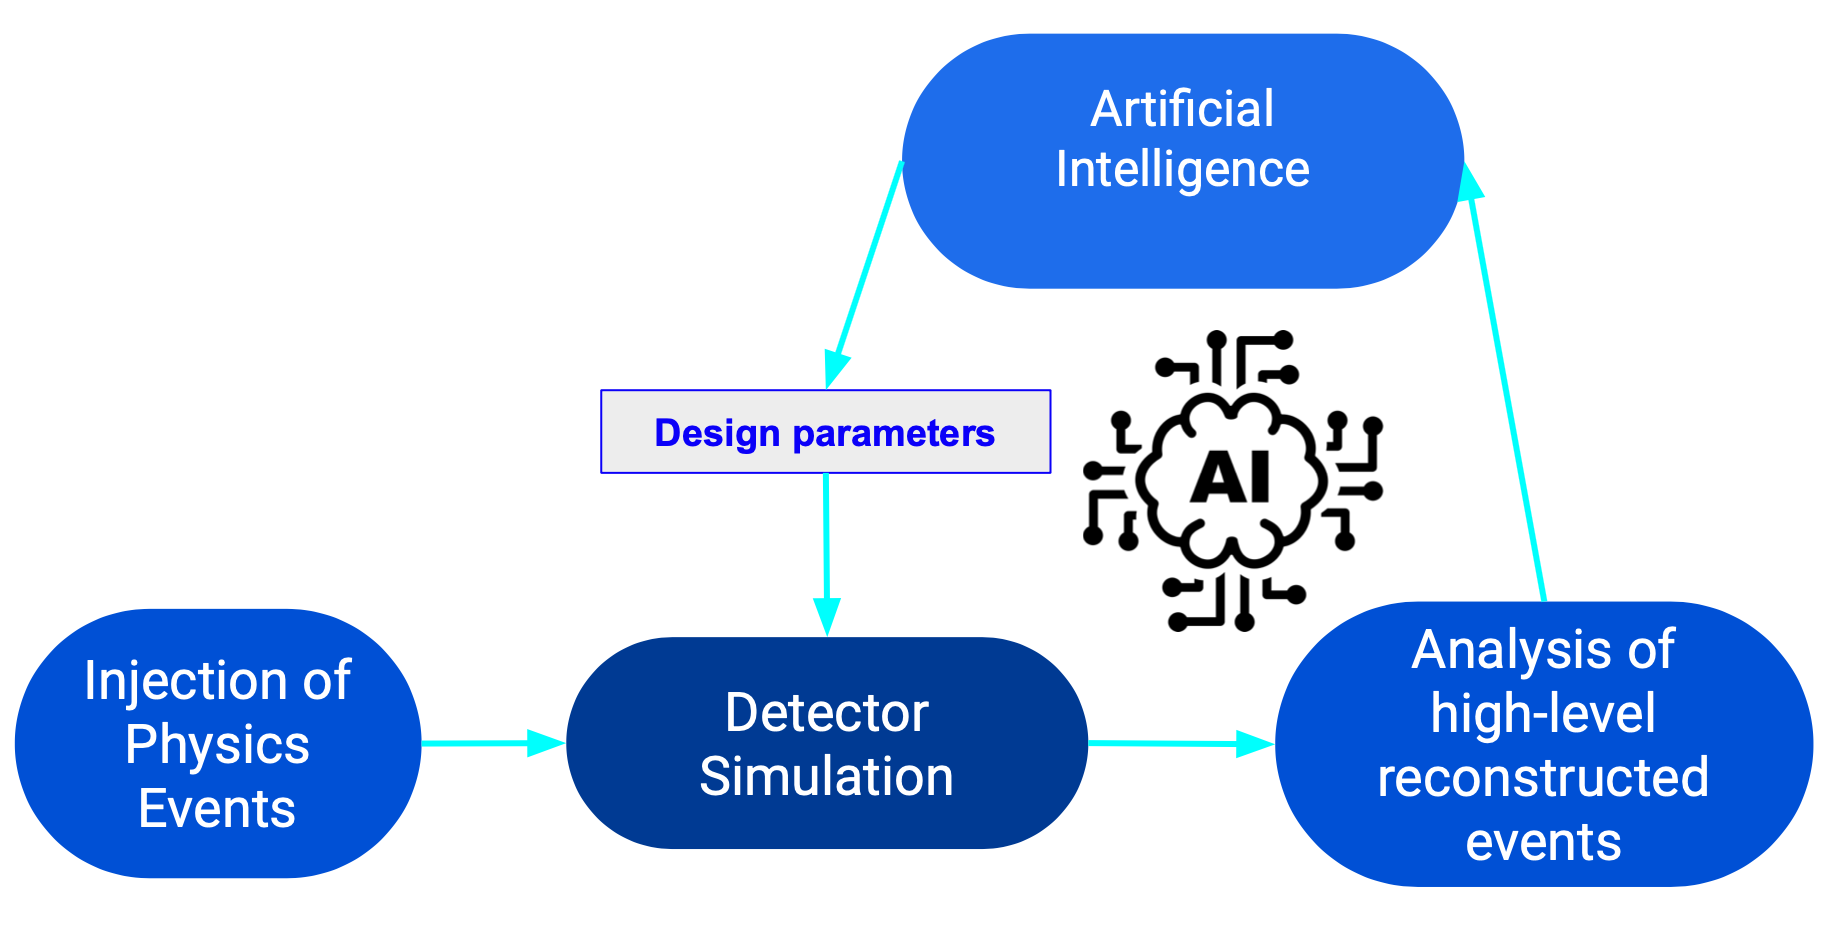 Artificial
Intelligence
Design parameters
AI
Injection of
Physics
Events
Detector
Simulation
Analysis of
high-level
reconstructed
events